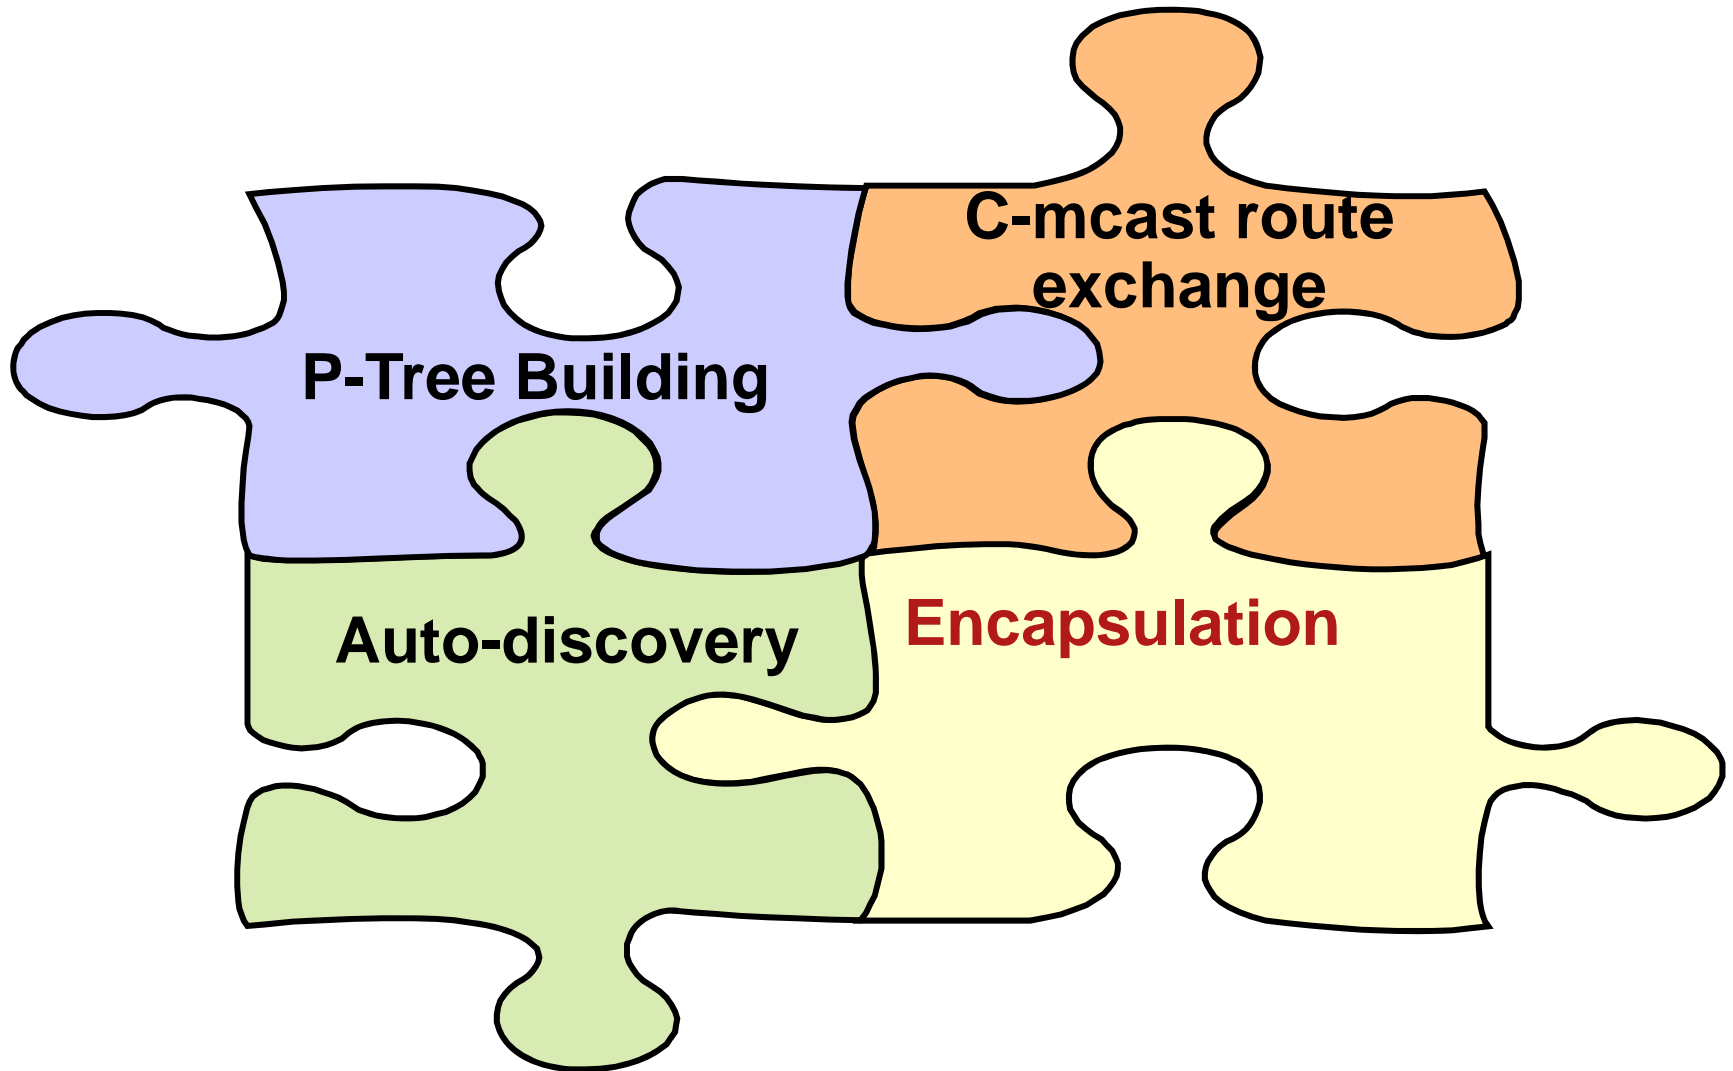 C-mcast route
exchange
P-Tree Building
Auto-discovery
Encapsulation